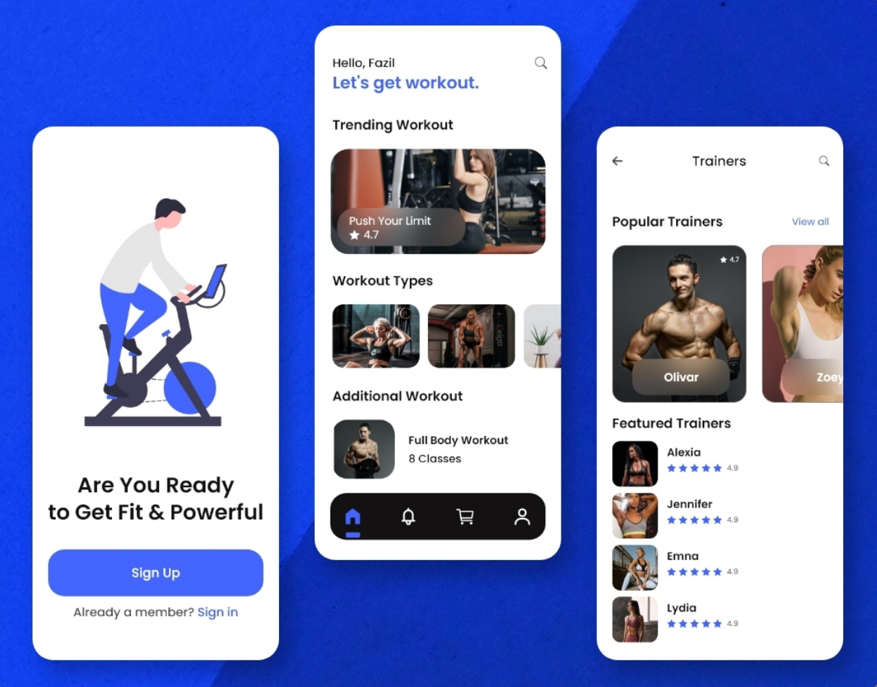 Are You Ready
to Get Fit & Powerful
Sign Up
Already a member? Sign in
Hello, Fazil
Let's get workout.
Trending Workout
Push Your Limit
4.7
Workout Types
Additional Workout
Full Body Workout
8 Classes
Trainers
Popular Trainers
View all
4.7
Olivar
Zoey
Featured Trainers
Alexia
4.9
Jennifer
4.9
Emna
4.9
Lydia
4.9